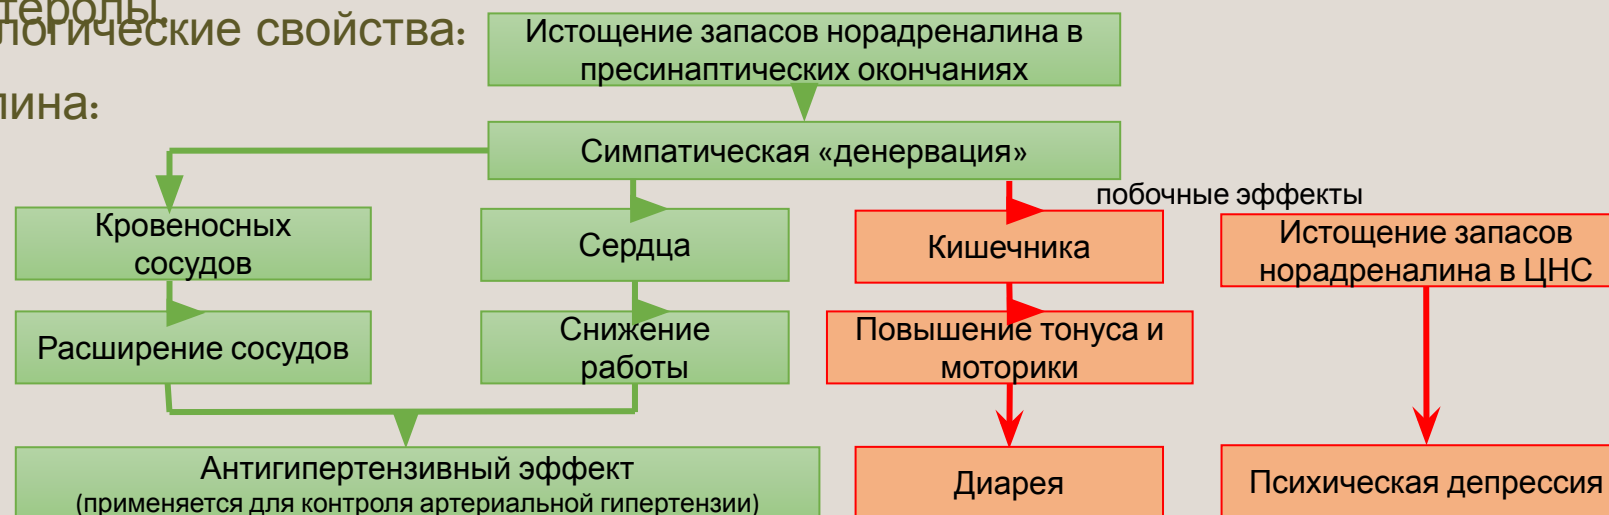 логические свойства:
Истощение запасов норадреналина в
пресинаптических окончаниях
Симпатическая «денервация»
побочные эффекты
Кровеносных
сосудов
Сердца
Кишечника
Истощение запасов
норадреналина в ЦНС
Расширение сосудов
Снижение
работы
Повышение тонуса и
моторики
Антигипертензивный эффект
(применяется для контроля артериальной гипертензии)
Диарея
Психическая депрессия